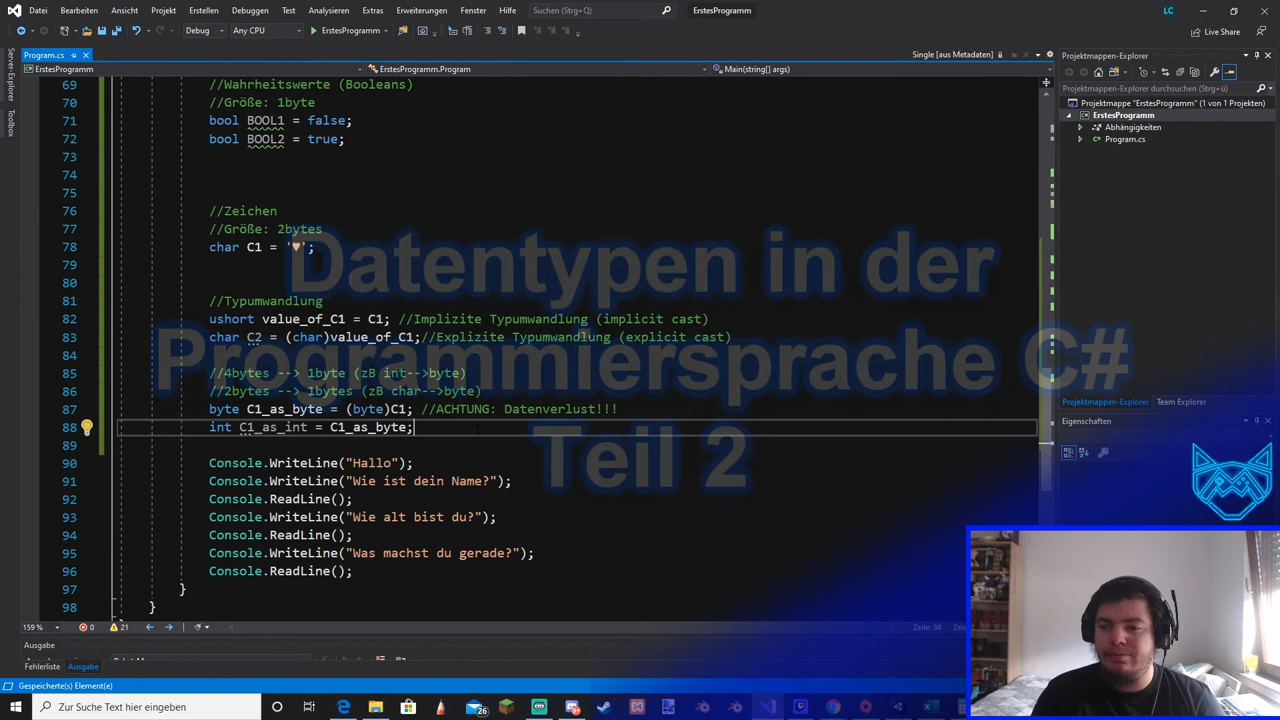 Datei Bearbeiten Ansicht Projekt Erstellen Debuggen Test Analysieren Extras Erweiterungen Fenster Hilfe Suchen (Strg+Q) ErstesProgramm LC
Debug Any CPU ErstesProgramm Live Share
Program.cs Single [aus Metadaten]
ErstesProgramm ErstesProgramm.Program Main(string[] args)
69 //Wahrheitswerte (Booleans)
70 //Größe: 1byte
71 bool BOOL1 = false;
72 bool BOOL2 = true;
73
74
75
76 //Zeichen
77 //Größe: 2bytes
78 char C1 = '♥';
79
80
81 //Typumwandlung
82 ushort value_of_C1 = C1; //Implizite Typumwandlung (implicit cast)
83 char C2 = (char)value_of_C1;//Explizite Typumwandlung (explicit cast)
84
85 //4bytes --> 1byte (zB int-->byte)
86 //2bytes --> 1bytes (zB char-->byte)
87 byte C1_as_byte = (byte)C1; //ACHTUNG: Datenverlust!!!
88 int C1_as_int = C1_as_byte;
89
90 Console.WriteLine("Hallo");
91 Console.WriteLine("Wie ist dein Name?");
92 Console.ReadLine();
93 Console.WriteLine("Wie alt bist du?");
94 Console.ReadLine();
95 Console.WriteLine("Was machst du gerade?");
96 Console.ReadLine();
97 }
98 }
Datentypen in der
Programmiersprache C#
Teil 2
Server-Explorer
Toolbox
Projektmappen-Explorer
Projektmappen-Explorer durchsuchen (Strg+ü)
Projektmappe "ErstesProgramm" (1 von 1 Projekten)
ErstesProgramm
Abhängigkeiten
Program.cs
Projektmappen-Explorer Team Explorer
Eigenschaften
159 % 0 21 Zeile: 88
Ausgabe
Fehlerliste Ausgabe
Gespeicherte(s) Element(e)
Zur Suche Text hier eingeben 26